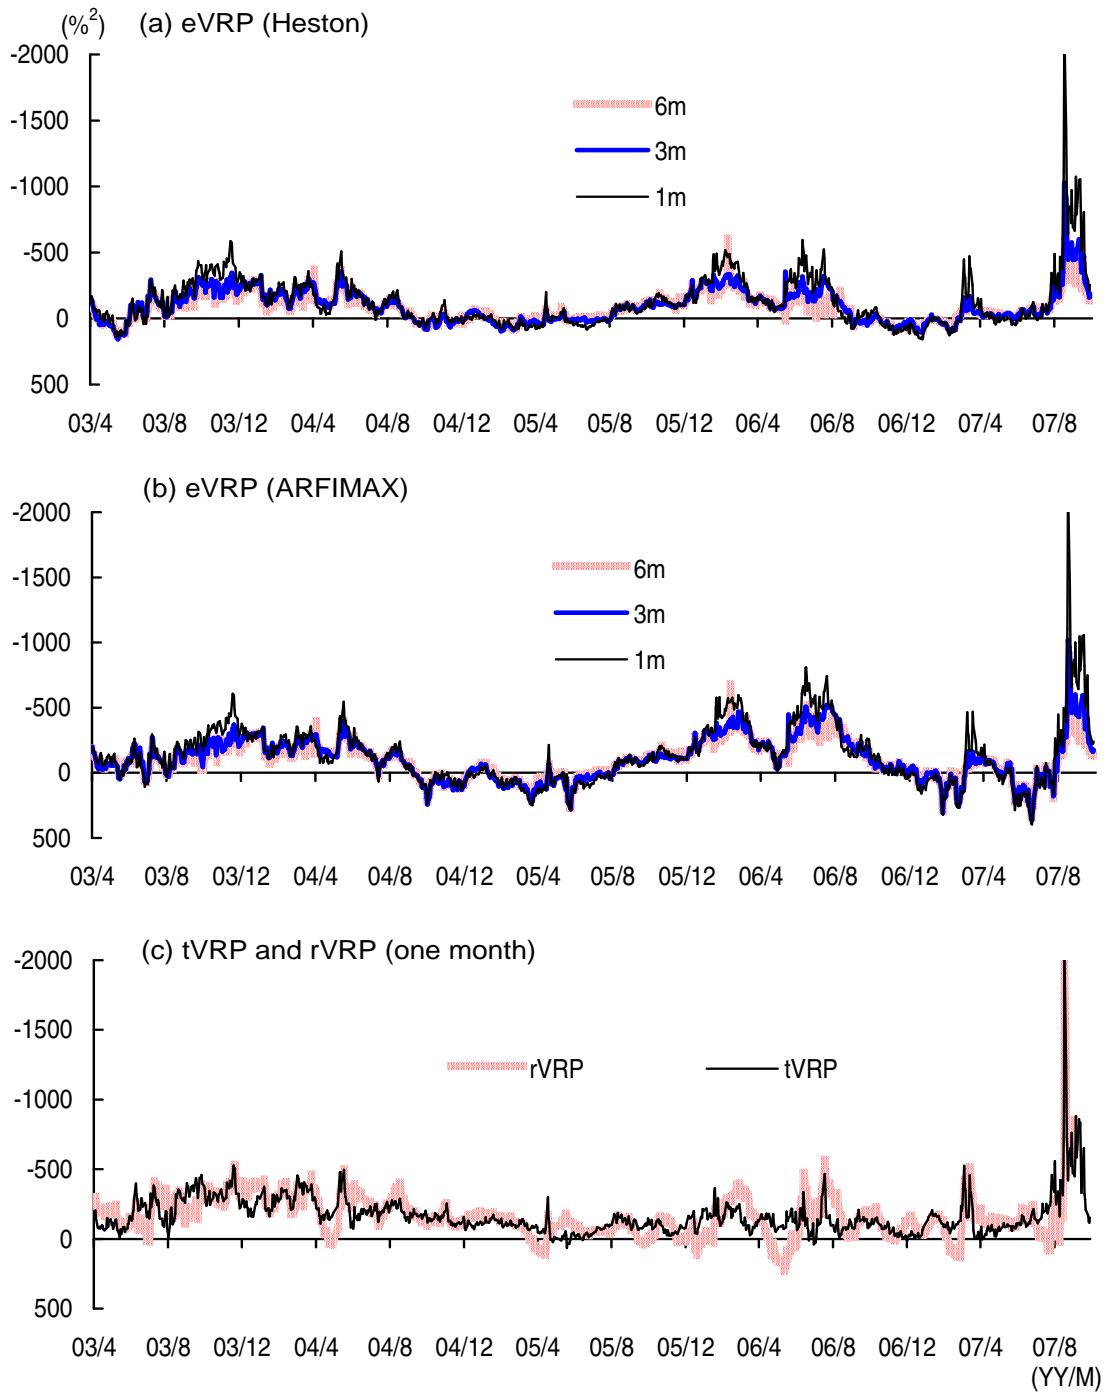 (%²) (a) eVRP (Heston)
-2000
-1500
-1000
-500
0
500
6m
3m
1m
03/4 03/8 03/12 04/4 04/8 04/12 05/4 05/8 05/12 06/4 06/8 06/12 07/4 07/8
(b) eVRP (ARFIMAX)
-2000
-1500
-1000
-500
0
500
6m
3m
1m
03/4 03/8 03/12 04/4 04/8 04/12 05/4 05/8 05/12 06/4 06/8 06/12 07/4 07/8
(c) tVRP and rVRP (one month)
-2000
-1500
-1000
-500
0
500
rVRP tVRP
03/4 03/8 03/12 04/4 04/8 04/12 05/4 05/8 05/12 06/4 06/8 06/12 07/4 07/8
(YY/M)